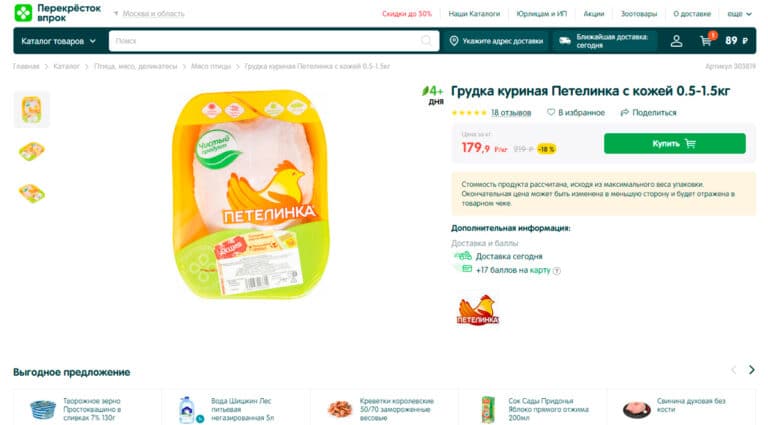 Перекрёсток
впрок
Москва и область
Скидки до 50%
Наши Каталоги
Юрлицам и ИП
Акции
Зоотовары
О доставке
ещё
Каталог товаров
Поиск
Укажите адрес доставки
Ближайшая доставка:
сегодня
1
89 ₽
Главная > Каталог > Птица, мясо, деликатесы > Мясо птицы > Грудка куриная Петелинка с кожей 0.5-1.5кг
Артикул 303819
Чистый
продукт
ПЕТЕЛИНКА
Акция
4+
ДНЯ
Грудка куриная Петелинка с кожей 0.5-1.5кг
18 отзывов
В избранное
Поделиться
Цена за кг
179,9 ₽/кг 219 ₽ -18 %
Купить
Стоимость продукта рассчитана, исходя из максимального веса упаковки.
Окончательная цена может быть изменена в меньшую сторону и будет отражена в
товарном чеке.
Дополнительная информация:
Доставка и баллы
Доставка сегодня
+17 баллов на карту ?
ПЕТЕЛИНКА
Выгодное предложение
Творожное зерно
Простоквашино в
сливках 7% 130г
Вода Шишкин Лес
питьевая
негазированная 5л
Креветки королевские
50/70 замороженные
весовые
Сок Сады Придонья
Яблоко прямого отжима
200мл
Свинина духовая без
кости